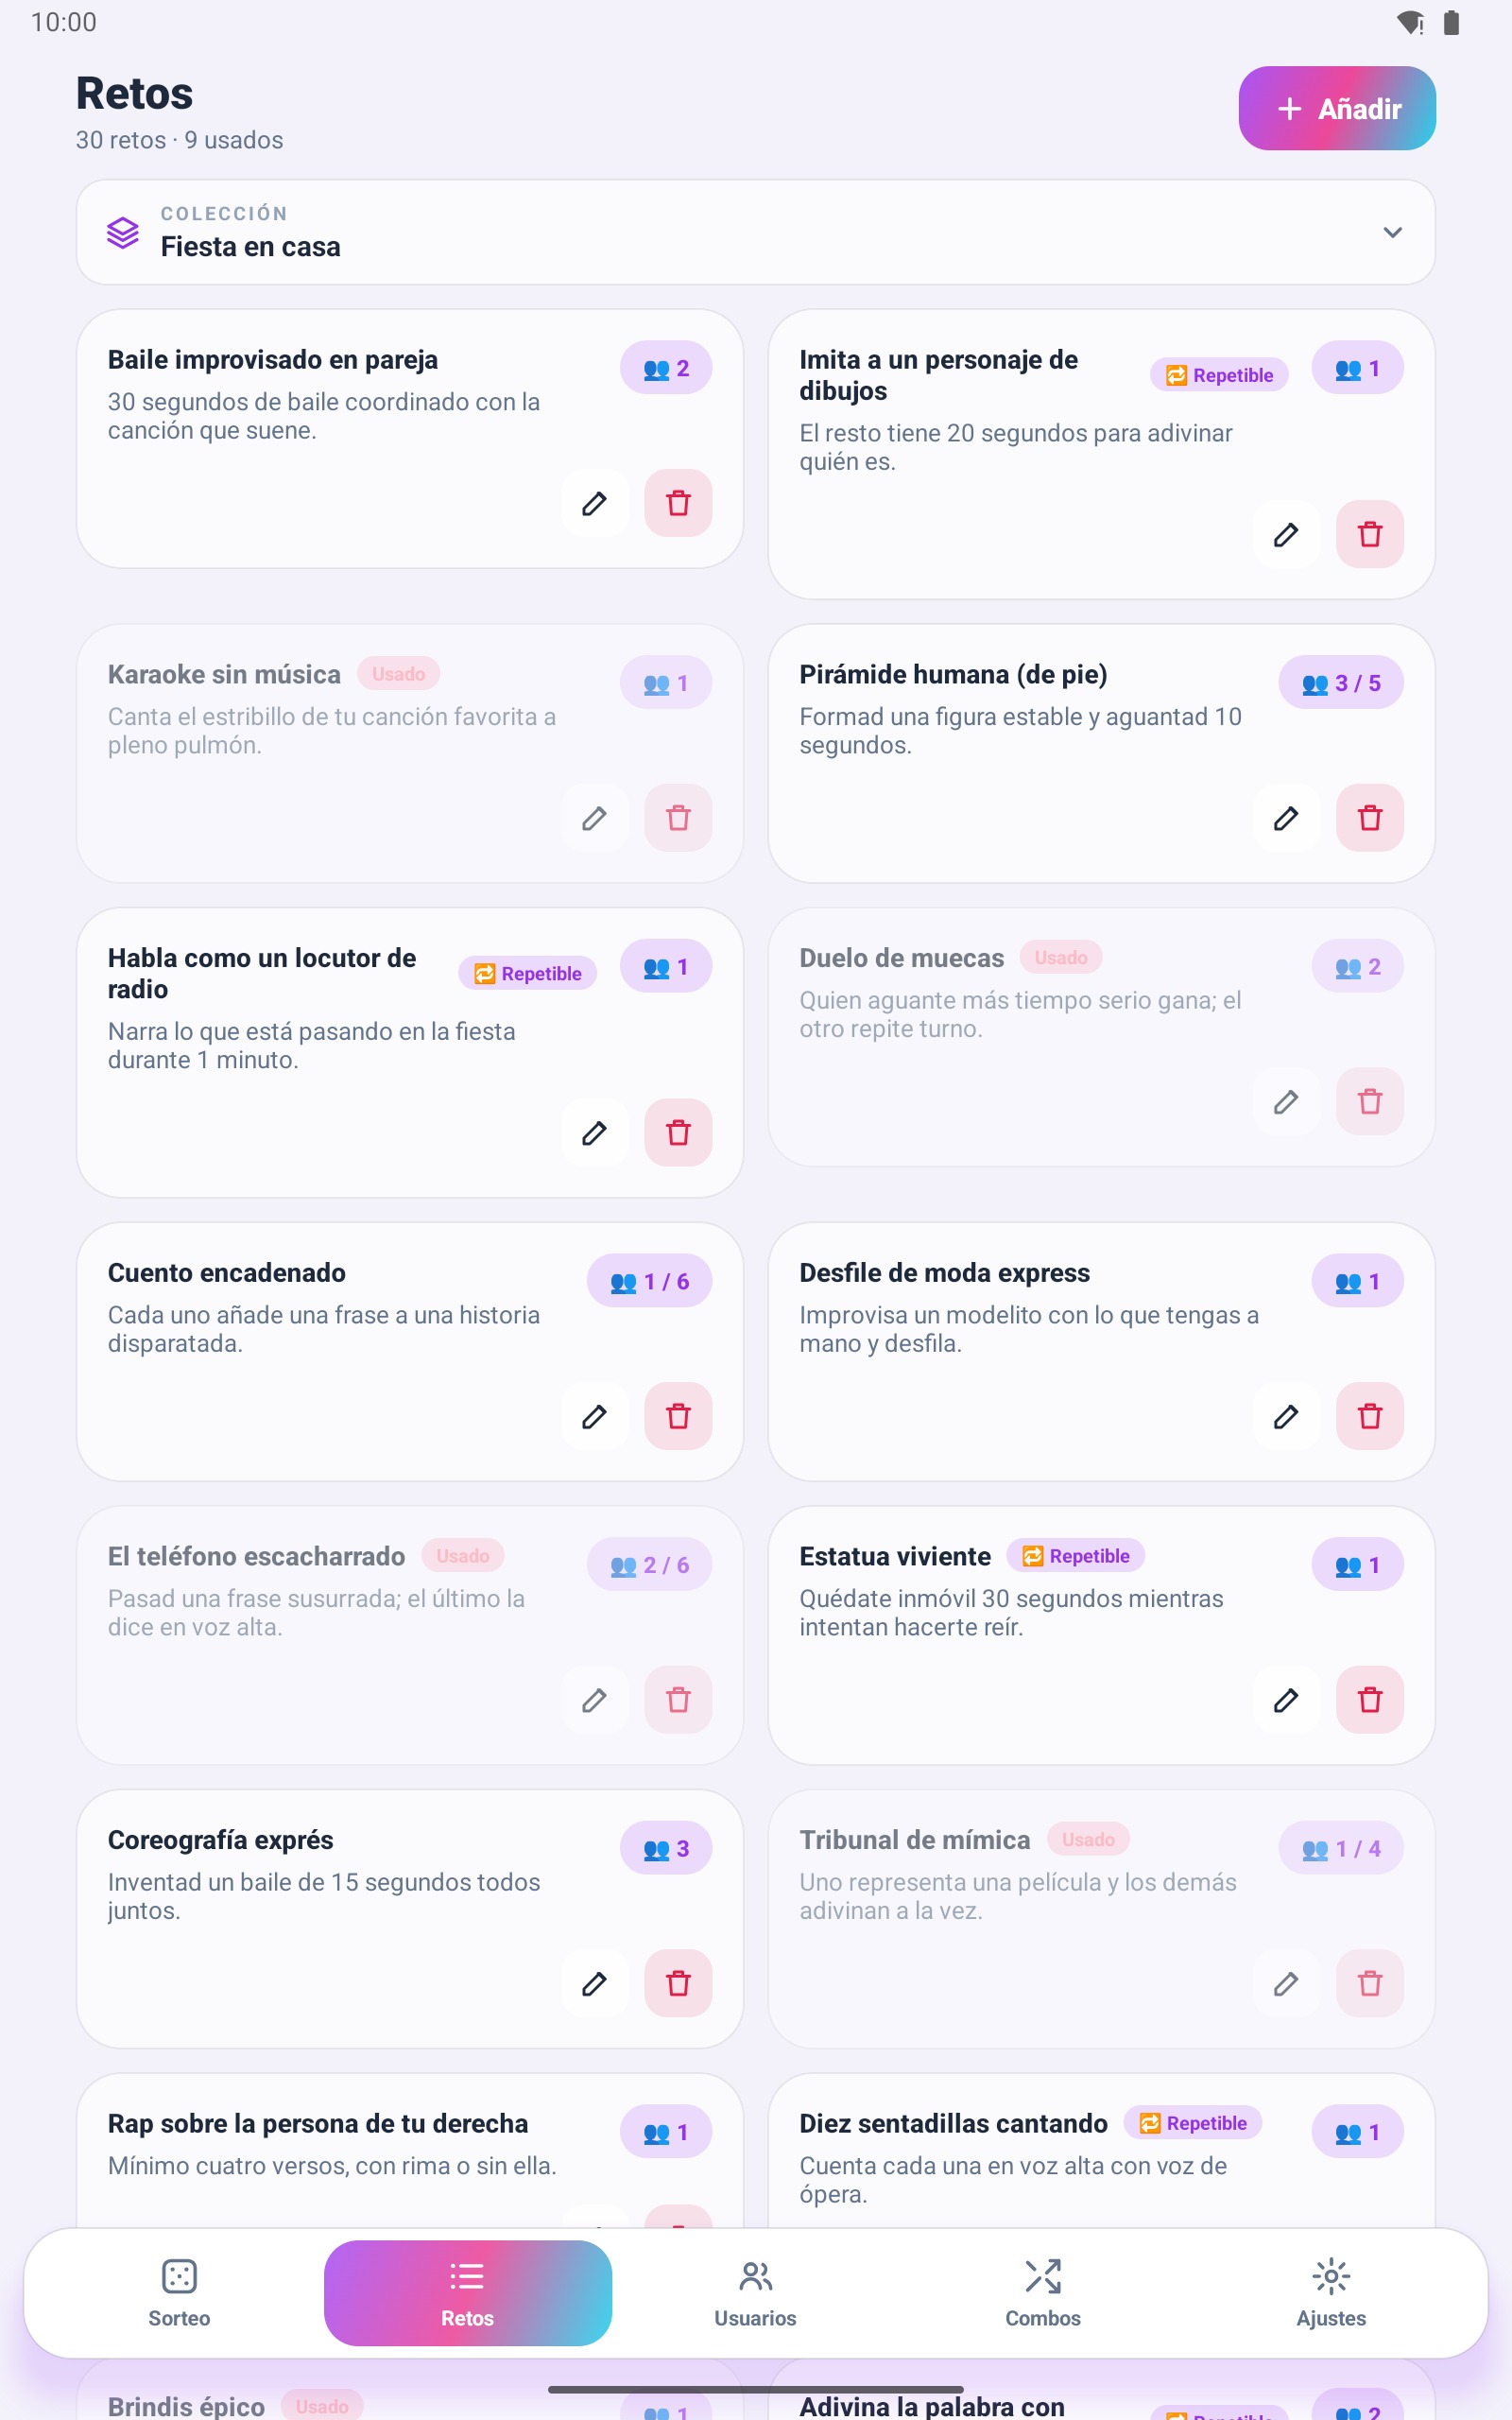 10:00
Retos
30 retos · 9 usados
+ Añadir
COLECCIÓN
Fiesta en casa
Baile improvisado en pareja
2
30 segundos de baile coordinado con la
canción que suene.
Imita a un personaje de
dibujos
Repetible
1
El resto tiene 20 segundos para adivinar
quién es.
Karaoke sin música
Usado
1
Canta el estribillo de tu canción favorita a
pleno pulmón.
Pirámide humana (de pie)
3 / 5
Formad una figura estable y aguantad 10
segundos.
Habla como un locutor de
radio
Repetible
1
Narra lo que está pasando en la fiesta
durante 1 minuto.
Duelo de muecas
Usado
2
Quien aguante más tiempo serio gana; el
otro repite turno.
Cuento encadenado
1 / 6
Cada uno añade una frase a una historia
disparatada.
Desfile de moda express
1
Improvisa un modelito con lo que tengas a
mano y desfila.
El teléfono escacharrado
Usado
2 / 6
Pasad una frase susurrada; el último la
dice en voz alta.
Estatua viviente
Repetible
1
Quédate inmóvil 30 segundos mientras
intentan hacerte reír.
Coreografía exprés
3
Inventad un baile de 15 segundos todos
juntos.
Tribunal de mímica
Usado
1 / 4
Uno representa una película y los demás
adivinan a la vez.
Rap sobre la persona de tu derecha
1
Mínimo cuatro versos, con rima o sin ella.
Diez sentadillas cantando
Repetible
1
Cuenta cada una en voz alta con voz de
ópera.
Sorteo
Retos
Usuarios
Combos
Ajustes
Brindis épico
Usado
1
Adivina la palabra con
Repetible
2